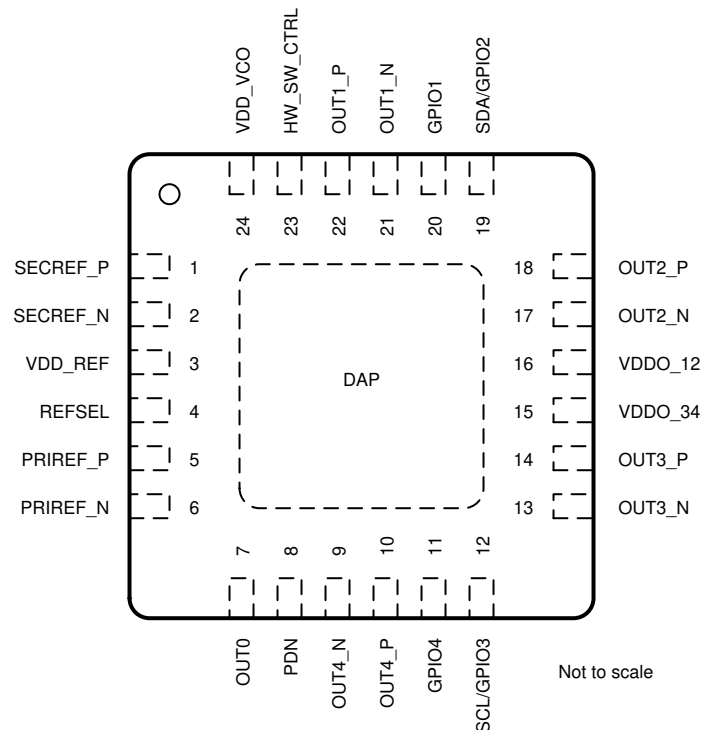 VDD_VCO
HW_SW_CTRL
OUT1_P
OUT1_N
GPIO1
SDA/GPIO2
24
23
22
21
20
19
SECREF_P 1
SECREF_N 2
VDD_REF 3
REFSEL 4
PRIREF_P 5
PRIREF_N 6
DAP
18 OUT2_P
17 OUT2_N
16 VDDO_12
15 VDDO_34
14 OUT3_P
13 OUT3_N
7
8
9
10
11
12
OUT0
PDN
OUT4_N
OUT4_P
GPIO4
SCL/GPIO3
Not to scale